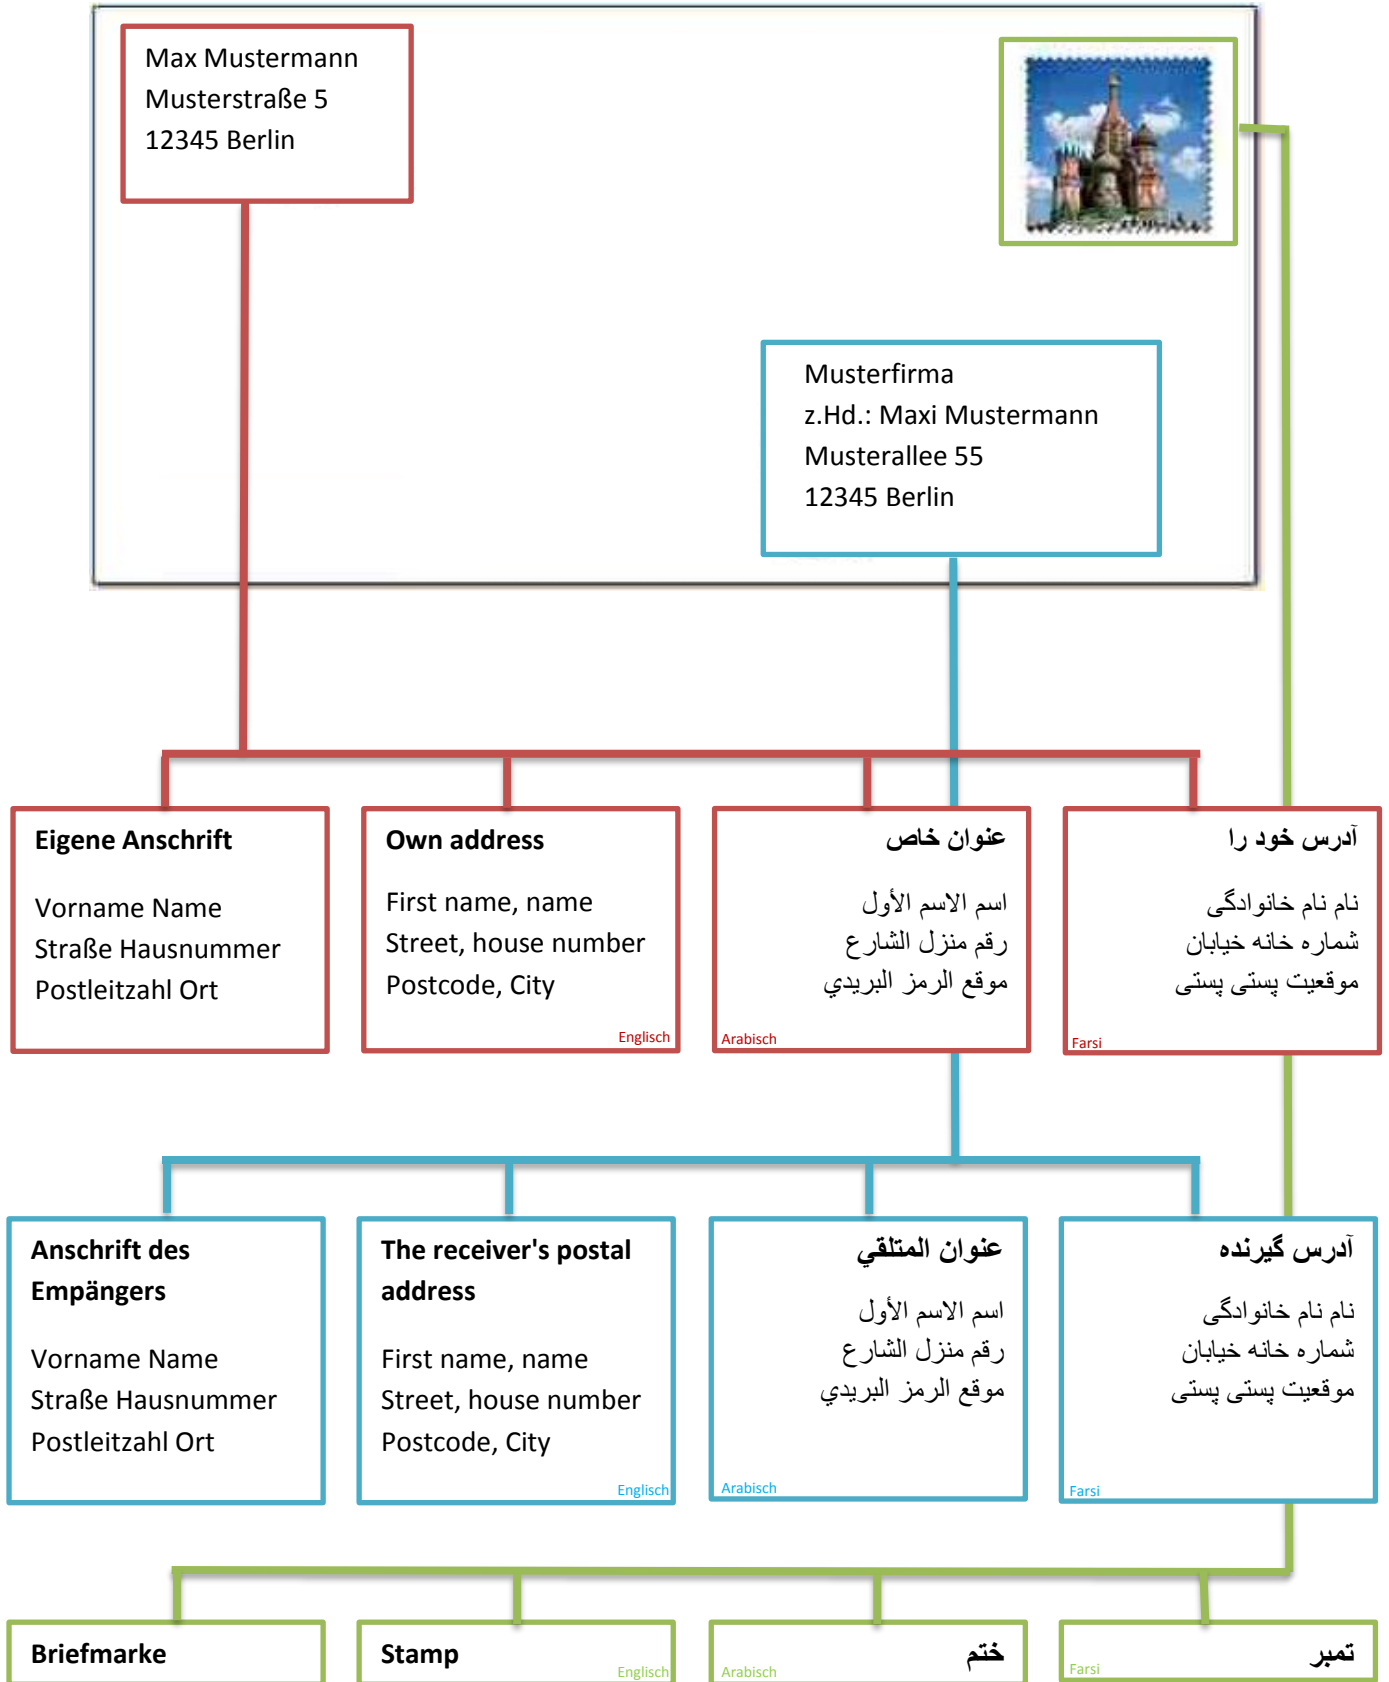 Max Mustermann
Musterstraße 5
12345 Berlin
Musterfirma
z.Hd.: Maxi Mustermann
Musterallee 55
12345 Berlin
Eigene Anschrift
Vorname Name
Straße Hausnummer
Postleitzahl Ort
Own address
First name, name
Street, house number
Postcode, City
Englisch
عنوان خاص
اسم الاسم الأول
رقم منزل الشارع
موقع الرمز البريدي
Arabisch
آدرس خود را
نام نام خانوادگی
شماره خانه خیابان
موقعیت پستی پستی
Farsi
Anschrift des
Empängers
Vorname Name
Straße Hausnummer
Postleitzahl Ort
The receiver's postal
address
First name, name
Street, house number
Postcode, City
Englisch
عنوان المتلقي
اسم الاسم الأول
رقم منزل الشارع
موقع الرمز البريدي
Arabisch
آدرس گیرنده
نام نام خانوادگی
شماره خانه خیابان
موقعیت پستی پستی
Farsi
Briefmarke
Stamp
Englisch
ختم
Arabisch
تمبر
Farsi